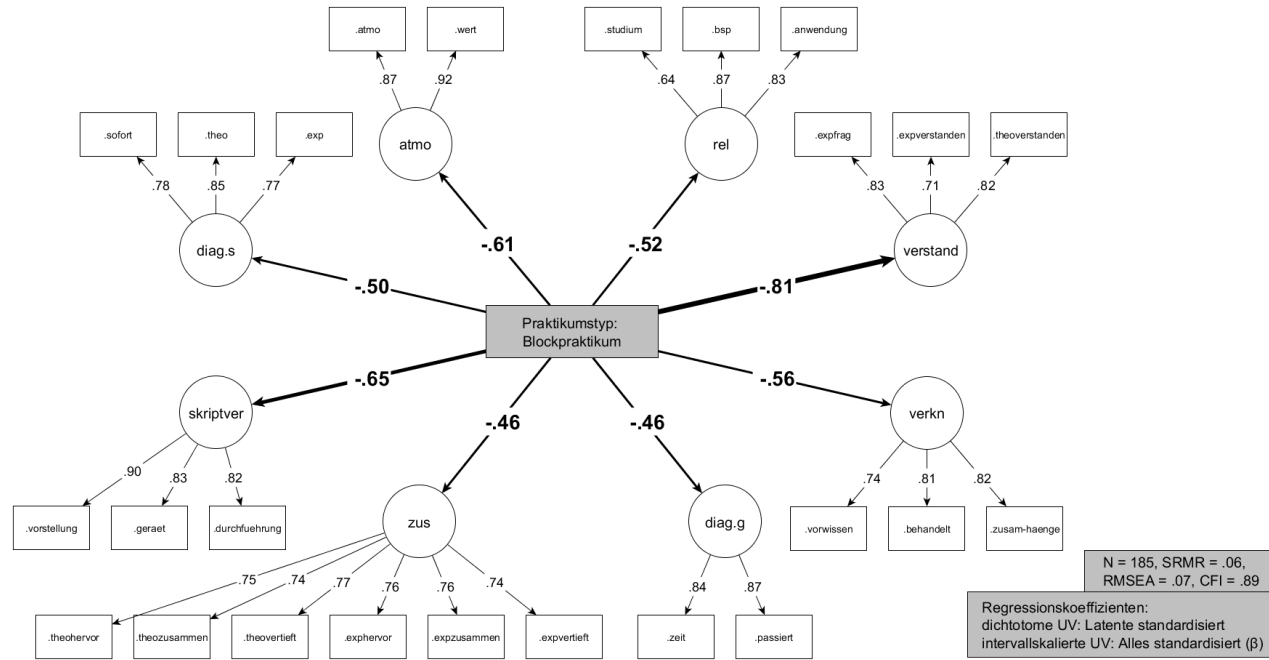 .atmo
.wert
.studium
.bsp
.anwendung
.87
.92
.64
.87
.83
.sofort
.theo
.exp
atmo
rel
.expfrag
.expverstanden
.theoverstanden
.78
.85
.77
.83
.71
.82
diag.s
-.61
-.52
verstand
-.50
-.81
Praktikumstyp:
Blockpraktikum
-.65
-.56
skriptver
-.46
-.46
verkn
.90
.83
.82
.74
.81
.82
.vorstellung
.geraet
.durchfuehrung
zus
diag.g
.vorwissen
.behandelt
.zusam-haenge
.75
.74
.77
.76
.76
.74
.84
.87
.theohervor
.theozusammen
.theovertieft
.exphervor
.expzusammen
.expvertieft
.zeit
.passiert
N = 185, SRMR = .06,
RMSEA = .07, CFI = .89
Regressionskoeffizienten:
dichtotome UV: Latente standardisiert
intervallskalierte UV: Alles standardisiert (β)